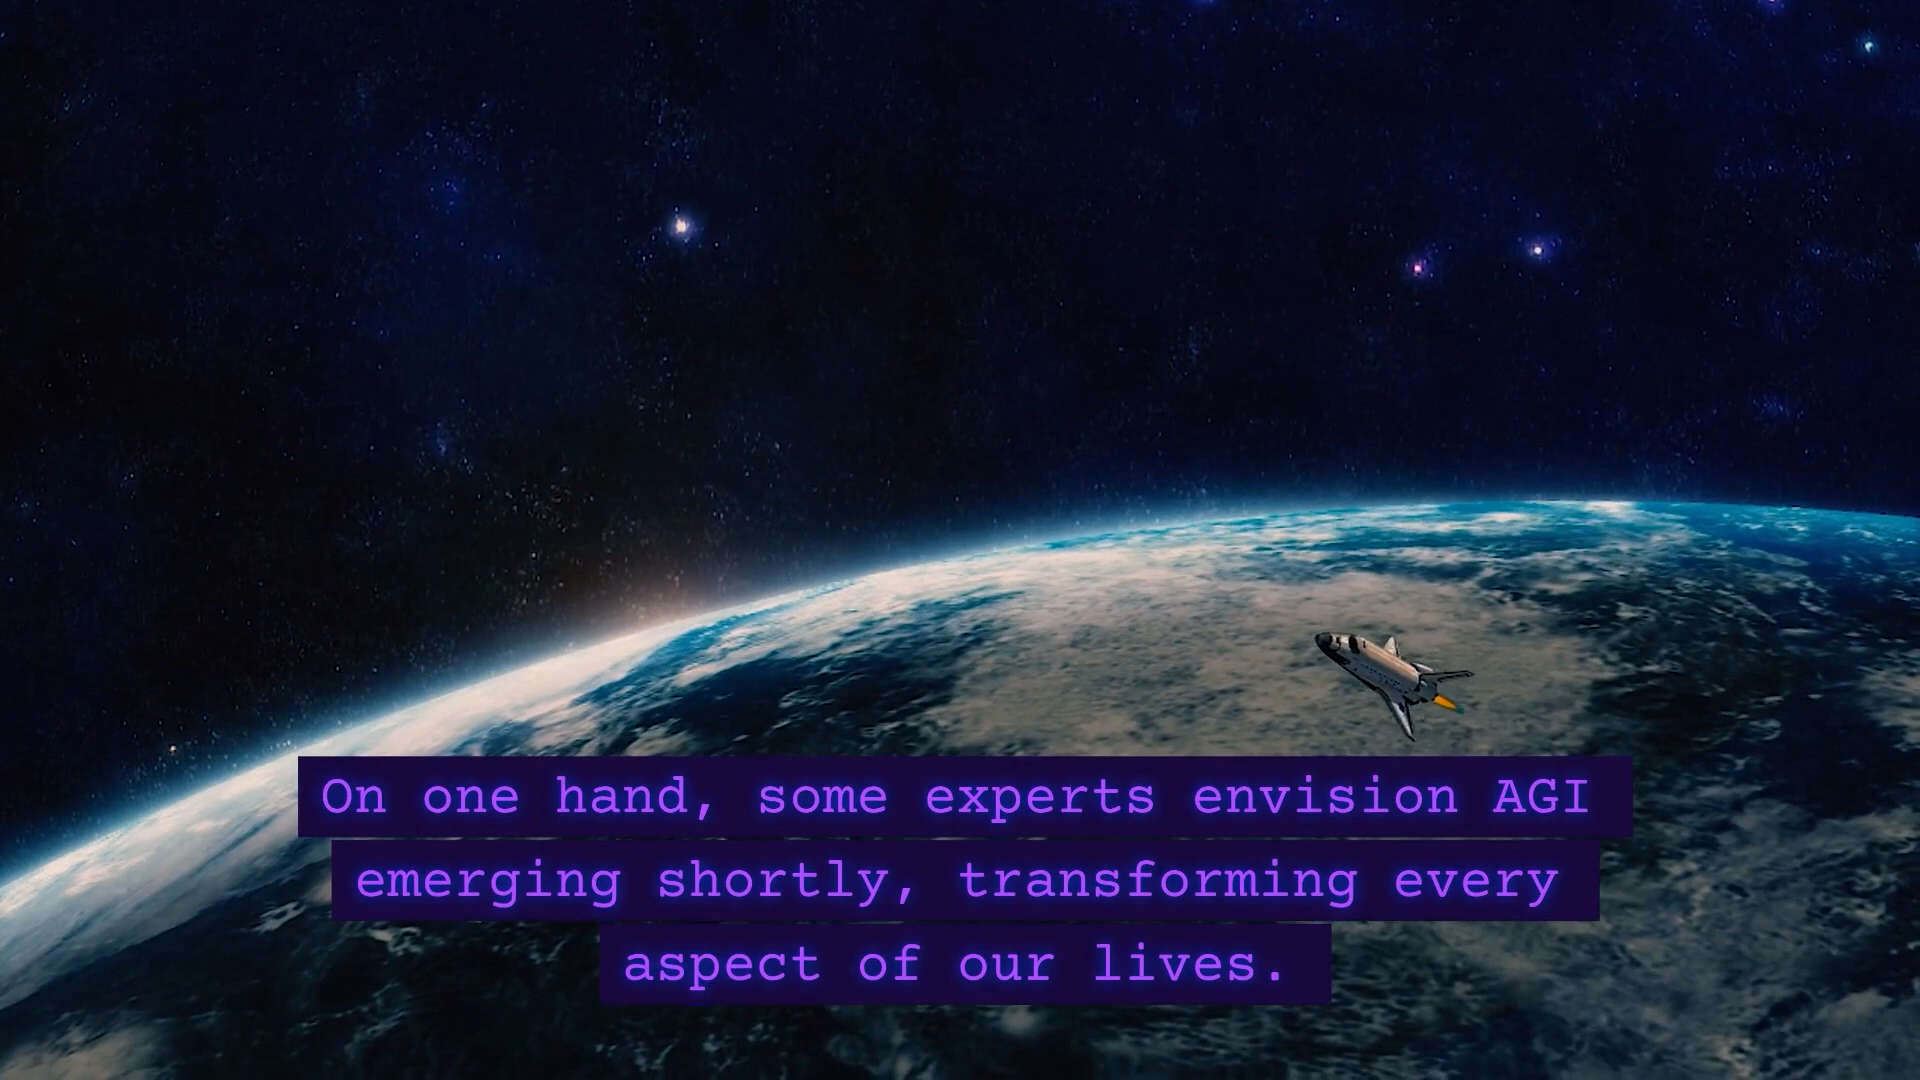 On one hand, some experts envision AGI
emerging shortly, transforming every
aspect of our lives.